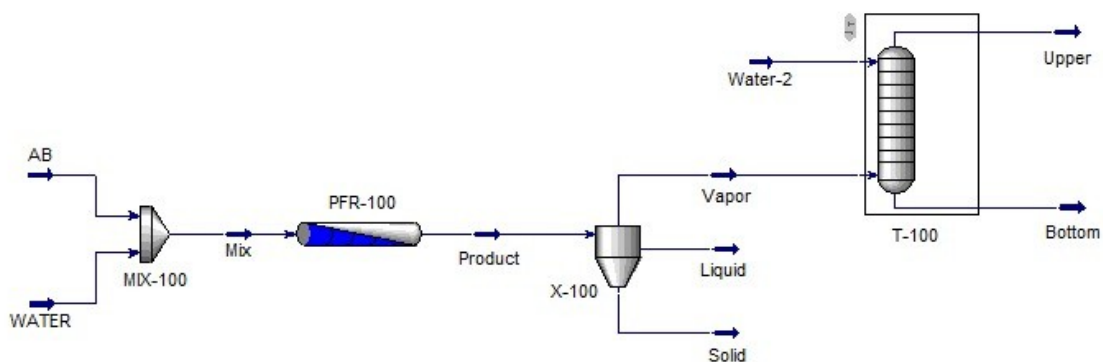 AB
WATER
MIX-100
Mix
PFR-100
Product
X-100
Vapor
Liquid
Solid
Water-2
T-100
Upper
Bottom